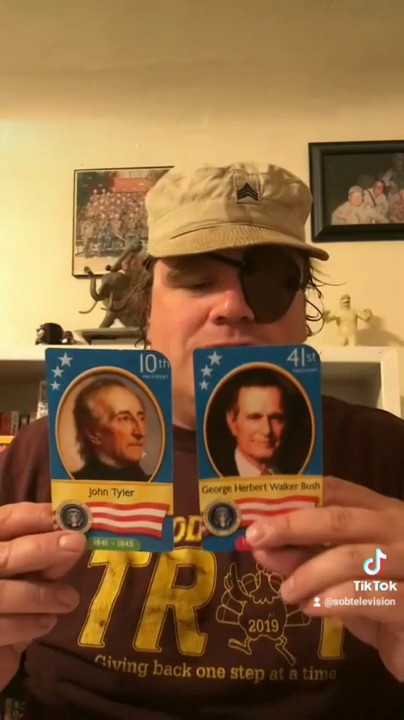 10th
PRESIDENT
John Tyler
1841 - 1845
41st
PRESIDENT
George Herbert Walker Bush
TR T
2019
Giving back one step at a time
TikTok
@sobtelevision